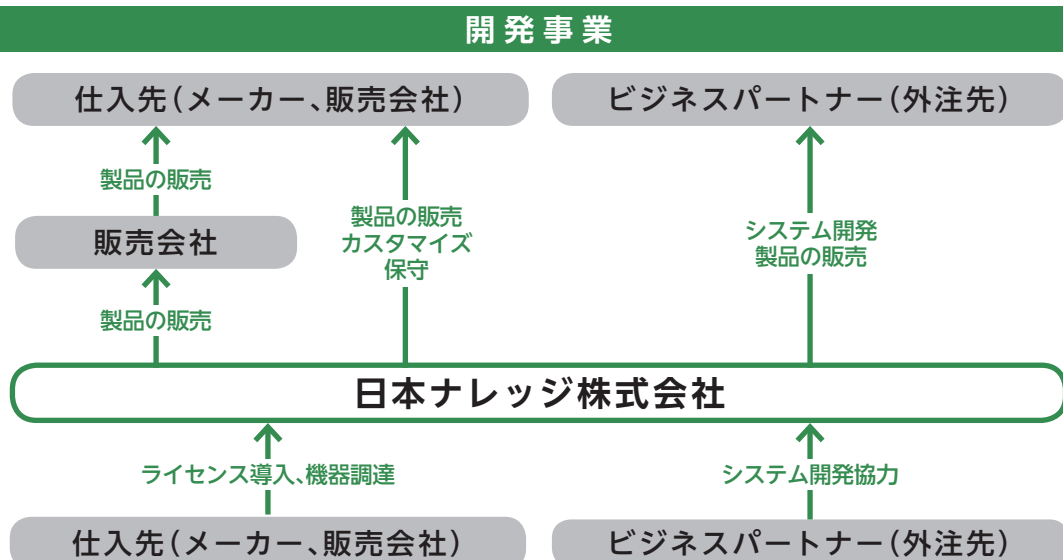 開発事業
仕入先(メーカー、販売会社)
ビジネスパートナー(外注先)
製品の販売
販売会社
製品の販売
製品の販売
カスタマイズ
保守
システム開発
製品の販売
日本ナレッジ株式会社
ライセンス導入、機器調達
システム開発協力
仕入先(メーカー、販売会社)
ビジネスパートナー(外注先)